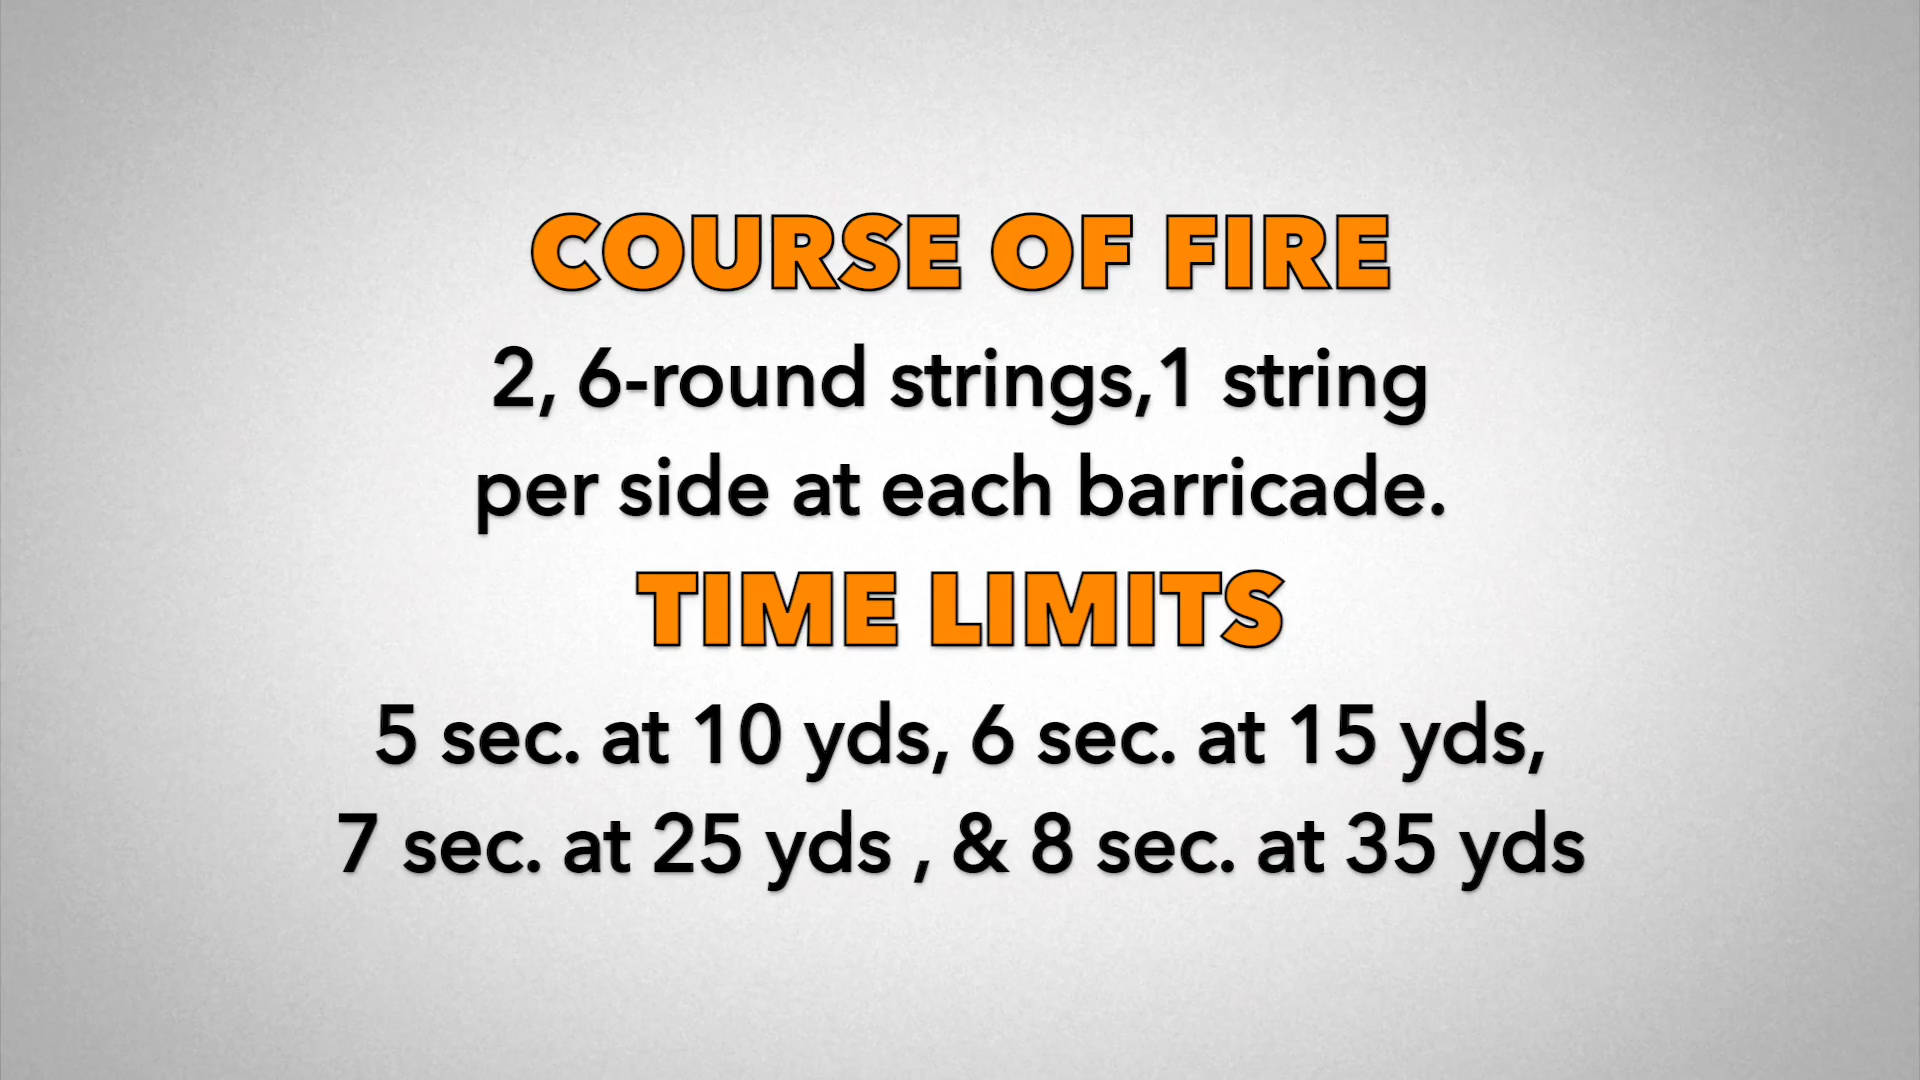 COURSE OF FIRE
2, 6-round strings,1 string
per side at each barricade.
TIME LIMITS
5 sec. at 10 yds, 6 sec. at 15 yds,
7 sec. at 25 yds , & 8 sec. at 35 yds